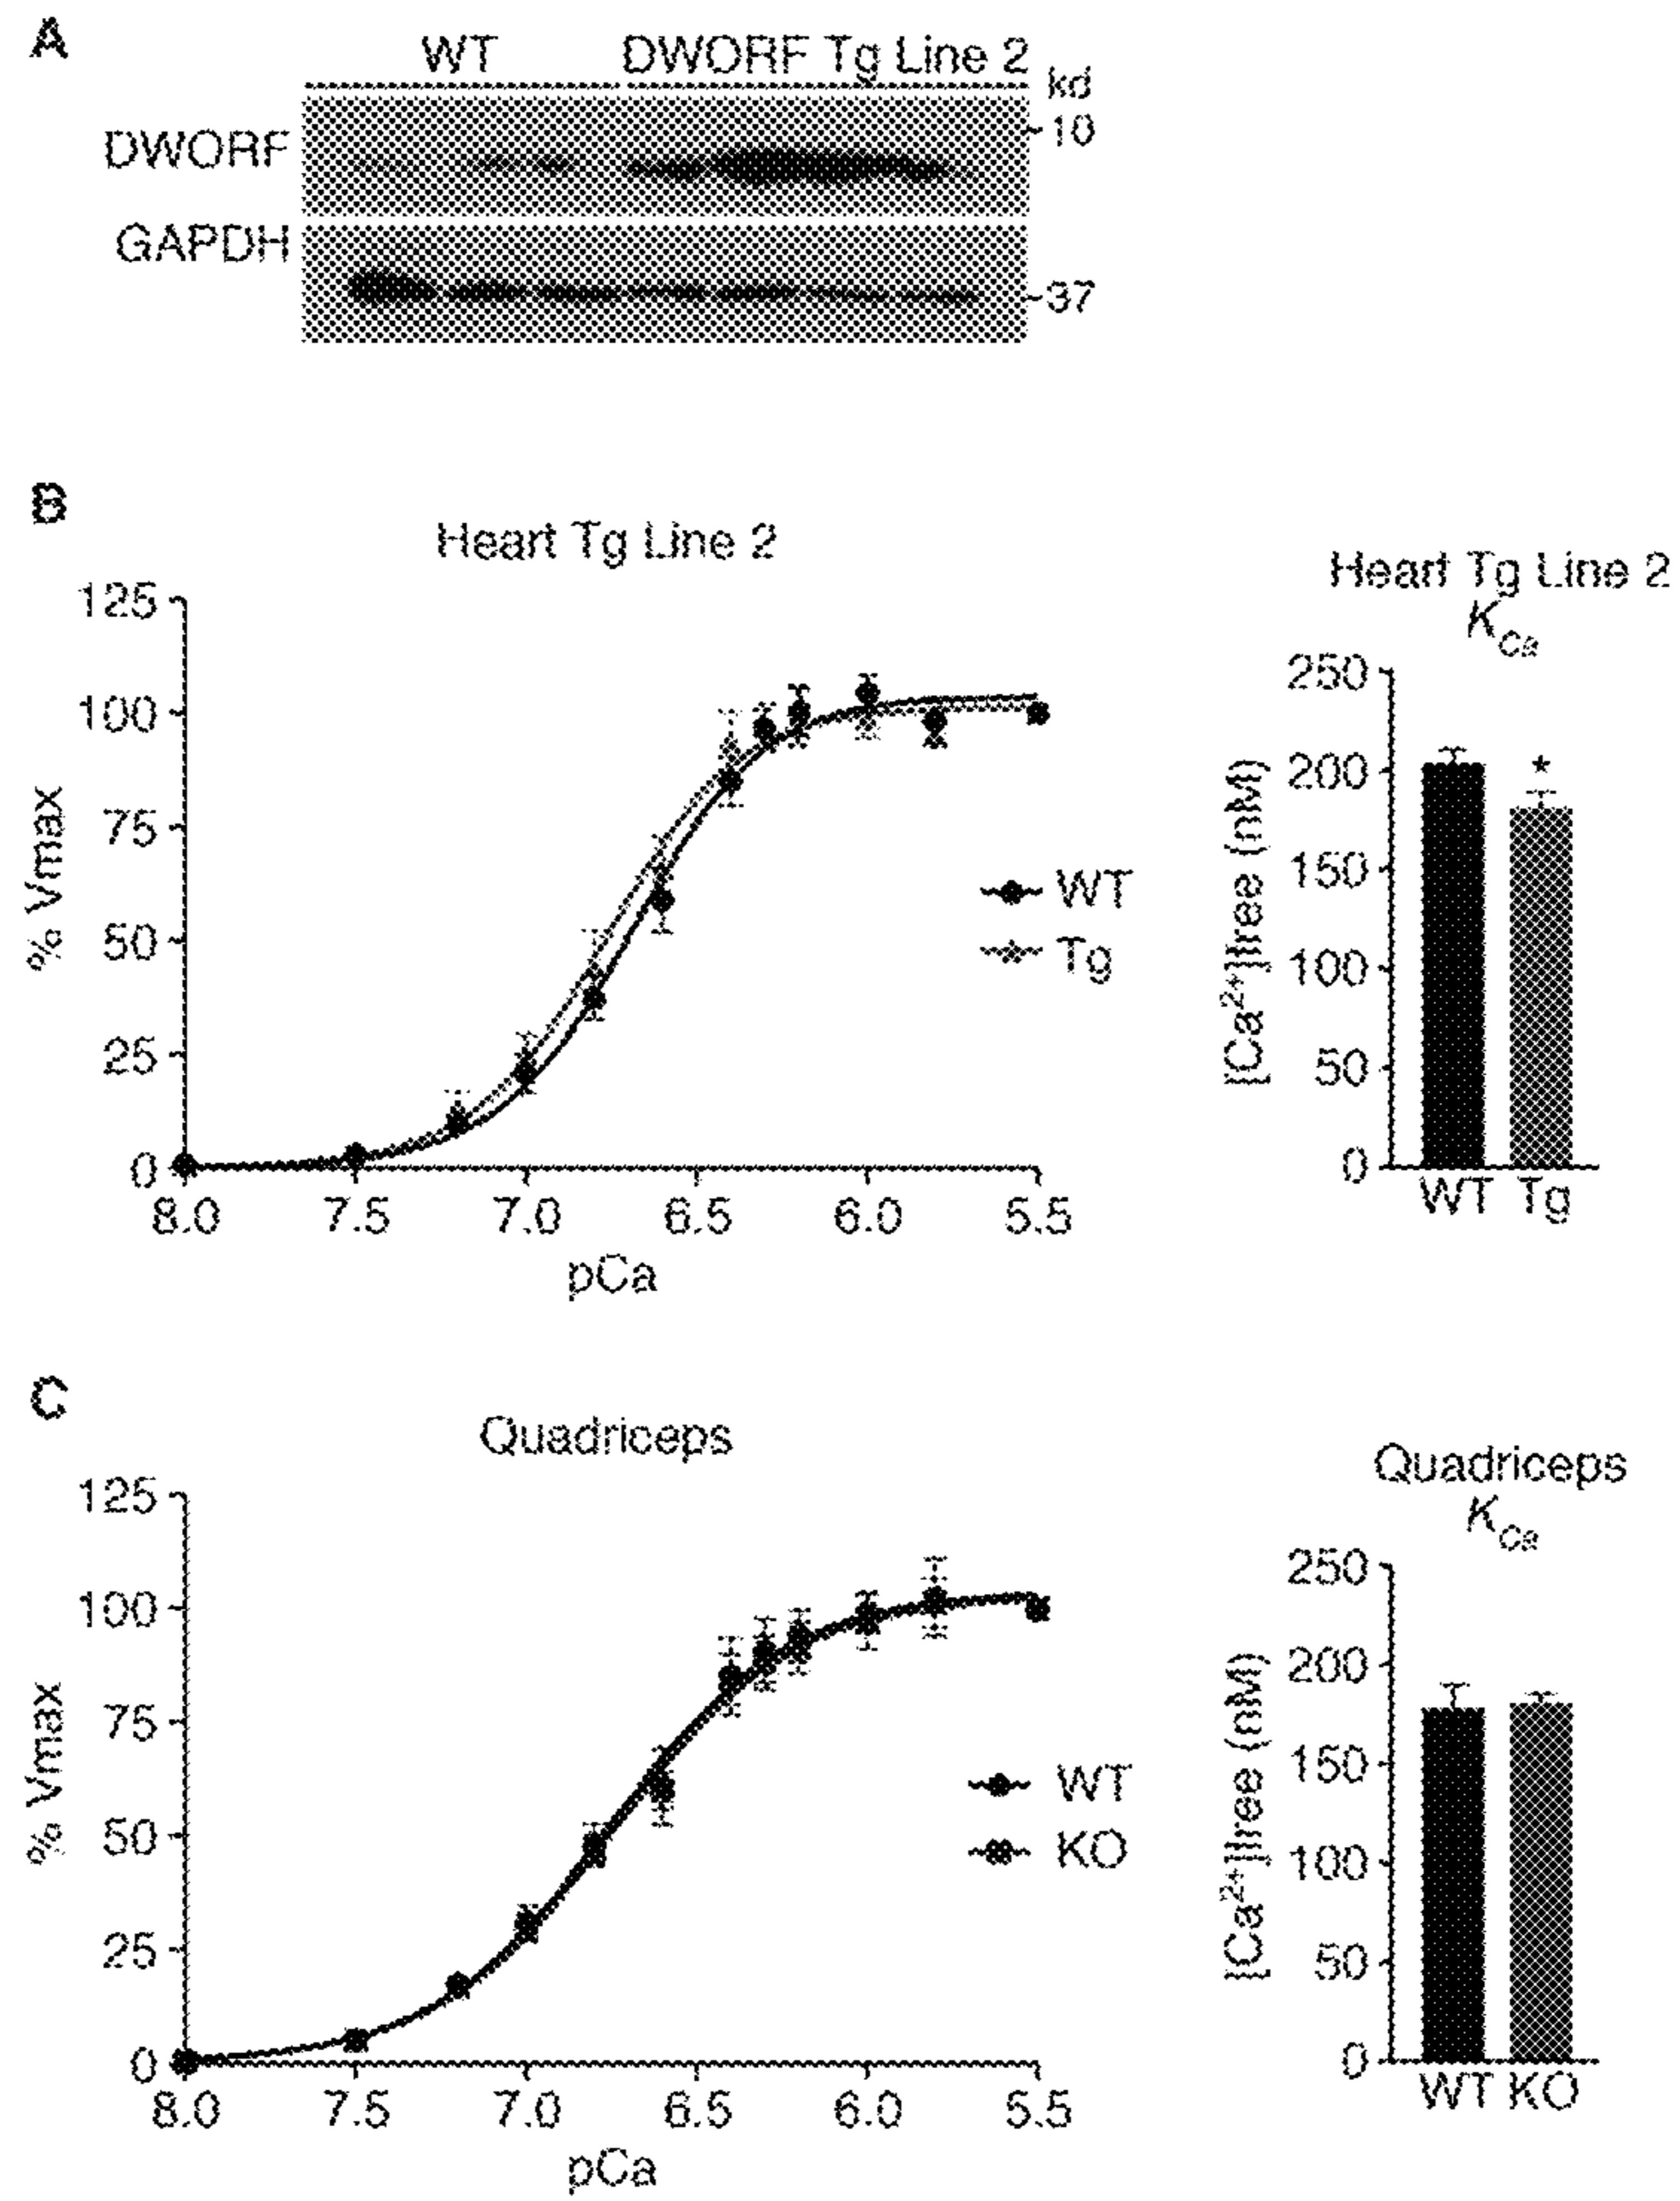 A
WT DWORF Tg Line 2 kd
DWORF 10
GAPDH 37
B
Heart Tg Line 2
125
100
75
50
25
0
% Vmax
8.0 7.5 7.0 6.5 6.0 5.5
pCa
WT
Tg
Heart Tg Line 2
KCa
250
200
150
100
50
0
[Ca2+]free (nM)
*
WT Tg
C
Quadriceps
125
100
75
50
25
0
% Vmax
8.0 7.5 7.0 6.5 6.0 5.5
pCa
WT
KO
Quadriceps
KCa
250
200
150
100
50
0
[Ca2+]free (nM)
WT KO